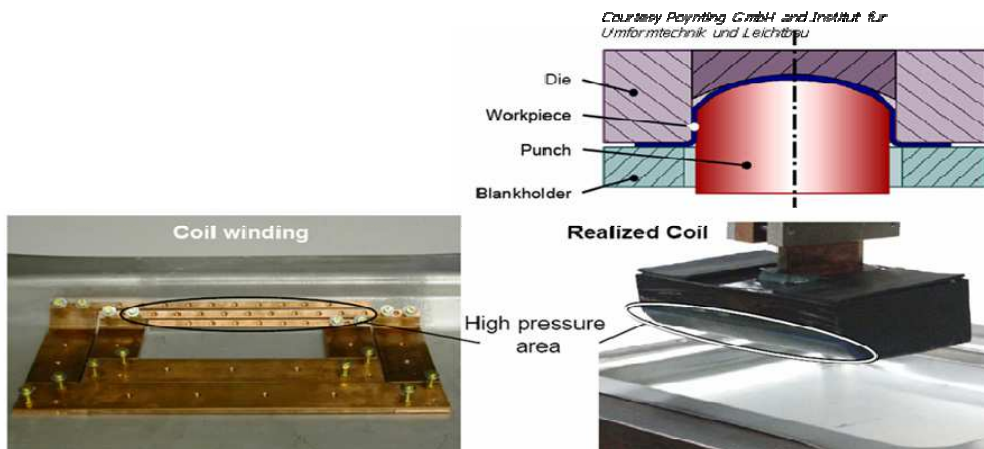 Courtesy Poynting GmbH and Institut für
Umformtechnik und Leichtbau
Die
Workpiece
Punch
Blankholder
Coil winding
Realized Coil
High pressure
area